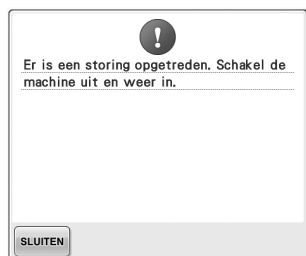 Er is een storing opgetreden. Schakel de
machine uit en weer in.
SLUITEN